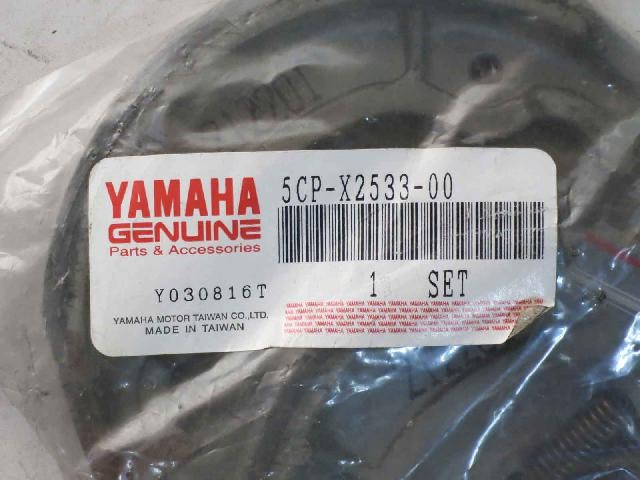 YAMAHA
GENUINE
Parts & Accessories
5CP-X2533-00
Y030816T
1 SET
YAMAHA MOTOR TAIWAN CO.,LTD.
MADE IN TAIWAN